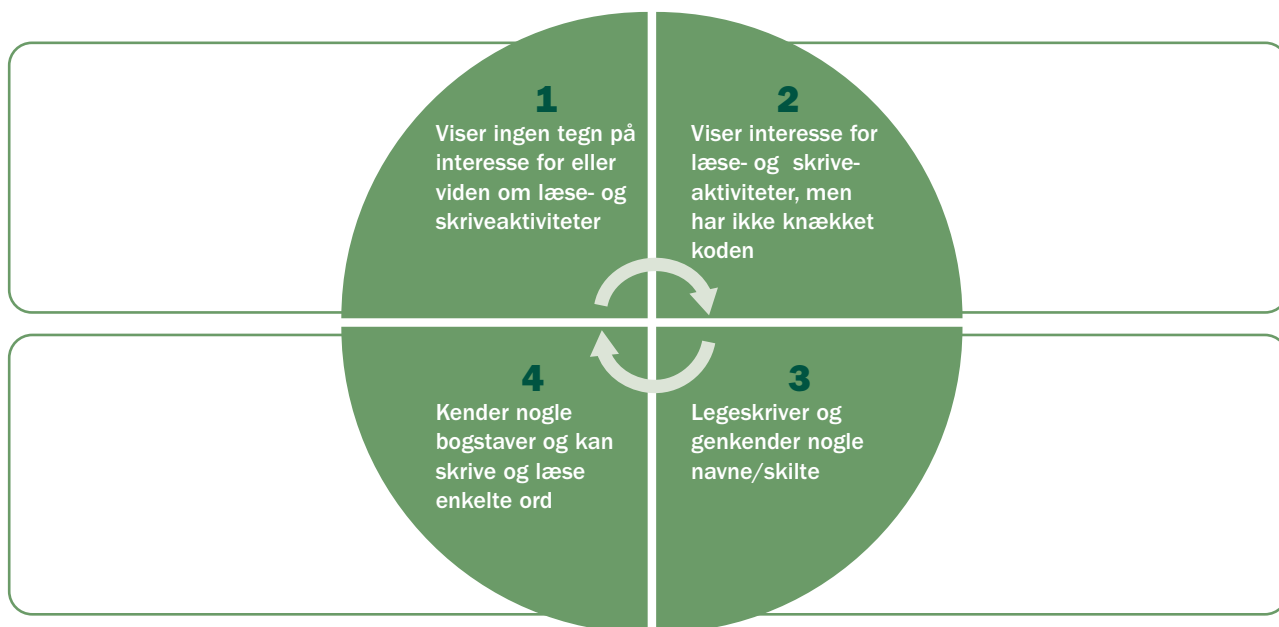 1
Viser ingen tegn på
interesse for eller
viden om læse- og
skriveaktiviteter
2
Viser interesse for
læse- og skrive-
aktiviteter, men
har ikke knækket
koden
3
Legeskriver og
genkender nogle
navne/skilte
4
Kender nogle
bogstaver og kan
skrive og læse
enkelte ord